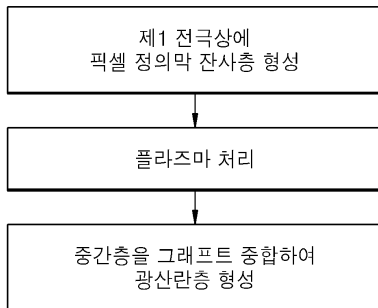 제1 전극상에
픽셀 정의막 잔사층 형성
플라즈마 처리
중간층을 그래프트 중합하여
광산란층 형성